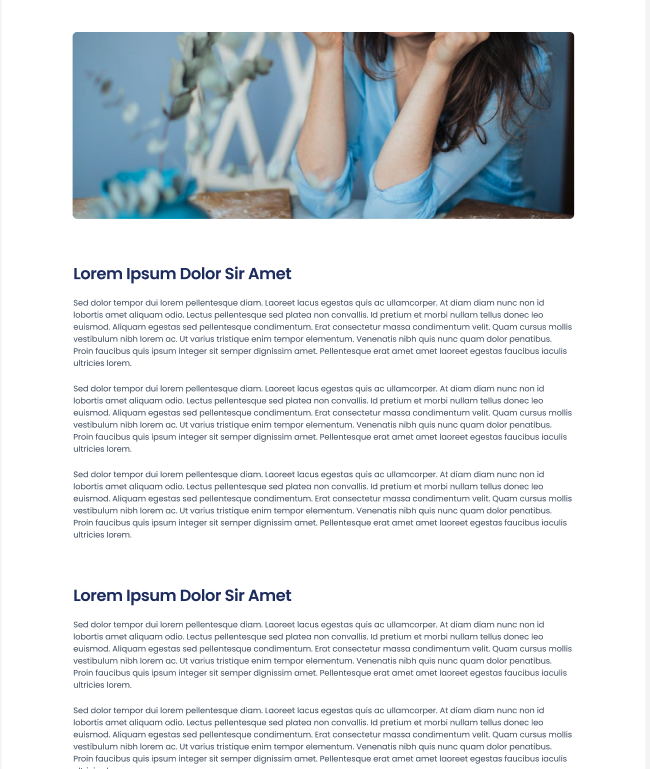 Lorem Ipsum Dolor Sir Amet
Sed dolor tempor dui lorem pellentesque diam. Laoreet lacus egestas quis ac ullamcorper. At diam diam nunc non id
lobortis amet aliquam odio. Lectus pellentesque sed platea non convallis. Id pretium et morbi nullam tellus donec leo
euismod. Aliquam egestas sed pellentesque condimentum. Erat consectetur massa condimentum velit. Quam cursus mollis
vestibulum nibh lorem ac. Ut varius tristique enim tempor elementum. Venenatis nibh quis nunc quam dolor penatibus.
Proin faucibus quis ipsum integer sit semper dignissim amet. Pellentesque erat amet amet laoreet egestas faucibus iaculis
ultricies lorem.
Sed dolor tempor dui lorem pellentesque diam. Laoreet lacus egestas quis ac ullamcorper. At diam diam nunc non id
lobortis amet aliquam odio. Lectus pellentesque sed platea non convallis. Id pretium et morbi nullam tellus donec leo
euismod. Aliquam egestas sed pellentesque condimentum. Erat consectetur massa condimentum velit. Quam cursus mollis
vestibulum nibh lorem ac. Ut varius tristique enim tempor elementum. Venenatis nibh quis nunc quam dolor penatibus.
Proin faucibus quis ipsum integer sit semper dignissim amet. Pellentesque erat amet amet laoreet egestas faucibus iaculis
ultricies lorem.
Sed dolor tempor dui lorem pellentesque diam. Laoreet lacus egestas quis ac ullamcorper. At diam diam nunc non id
lobortis amet aliquam odio. Lectus pellentesque sed platea non convallis. Id pretium et morbi nullam tellus donec leo
euismod. Aliquam egestas sed pellentesque condimentum. Erat consectetur massa condimentum velit. Quam cursus mollis
vestibulum nibh lorem ac. Ut varius tristique enim tempor elementum. Venenatis nibh quis nunc quam dolor penatibus.
Proin faucibus quis ipsum integer sit semper dignissim amet. Pellentesque erat amet amet laoreet egestas faucibus iaculis
ultricies lorem.
Lorem Ipsum Dolor Sir Amet
Sed dolor tempor dui lorem pellentesque diam. Laoreet lacus egestas quis ac ullamcorper. At diam diam nunc non id
lobortis amet aliquam odio. Lectus pellentesque sed platea non convallis. Id pretium et morbi nullam tellus donec leo
euismod. Aliquam egestas sed pellentesque condimentum. Erat consectetur massa condimentum velit. Quam cursus mollis
vestibulum nibh lorem ac. Ut varius tristique enim tempor elementum. Venenatis nibh quis nunc quam dolor penatibus.
Proin faucibus quis ipsum integer sit semper dignissim amet. Pellentesque erat amet amet laoreet egestas faucibus iaculis
ultricies lorem.
Sed dolor tempor dui lorem pellentesque diam. Laoreet lacus egestas quis ac ullamcorper. At diam diam nunc non id
lobortis amet aliquam odio. Lectus pellentesque sed platea non convallis. Id pretium et morbi nullam tellus donec leo
euismod. Aliquam egestas sed pellentesque condimentum. Erat consectetur massa condimentum velit. Quam cursus mollis
vestibulum nibh lorem ac. Ut varius tristique enim tempor elementum. Venenatis nibh quis nunc quam dolor penatibus.
Proin faucibus quis ipsum integer sit semper dignissim amet. Pellentesque erat amet amet laoreet egestas faucibus iaculis